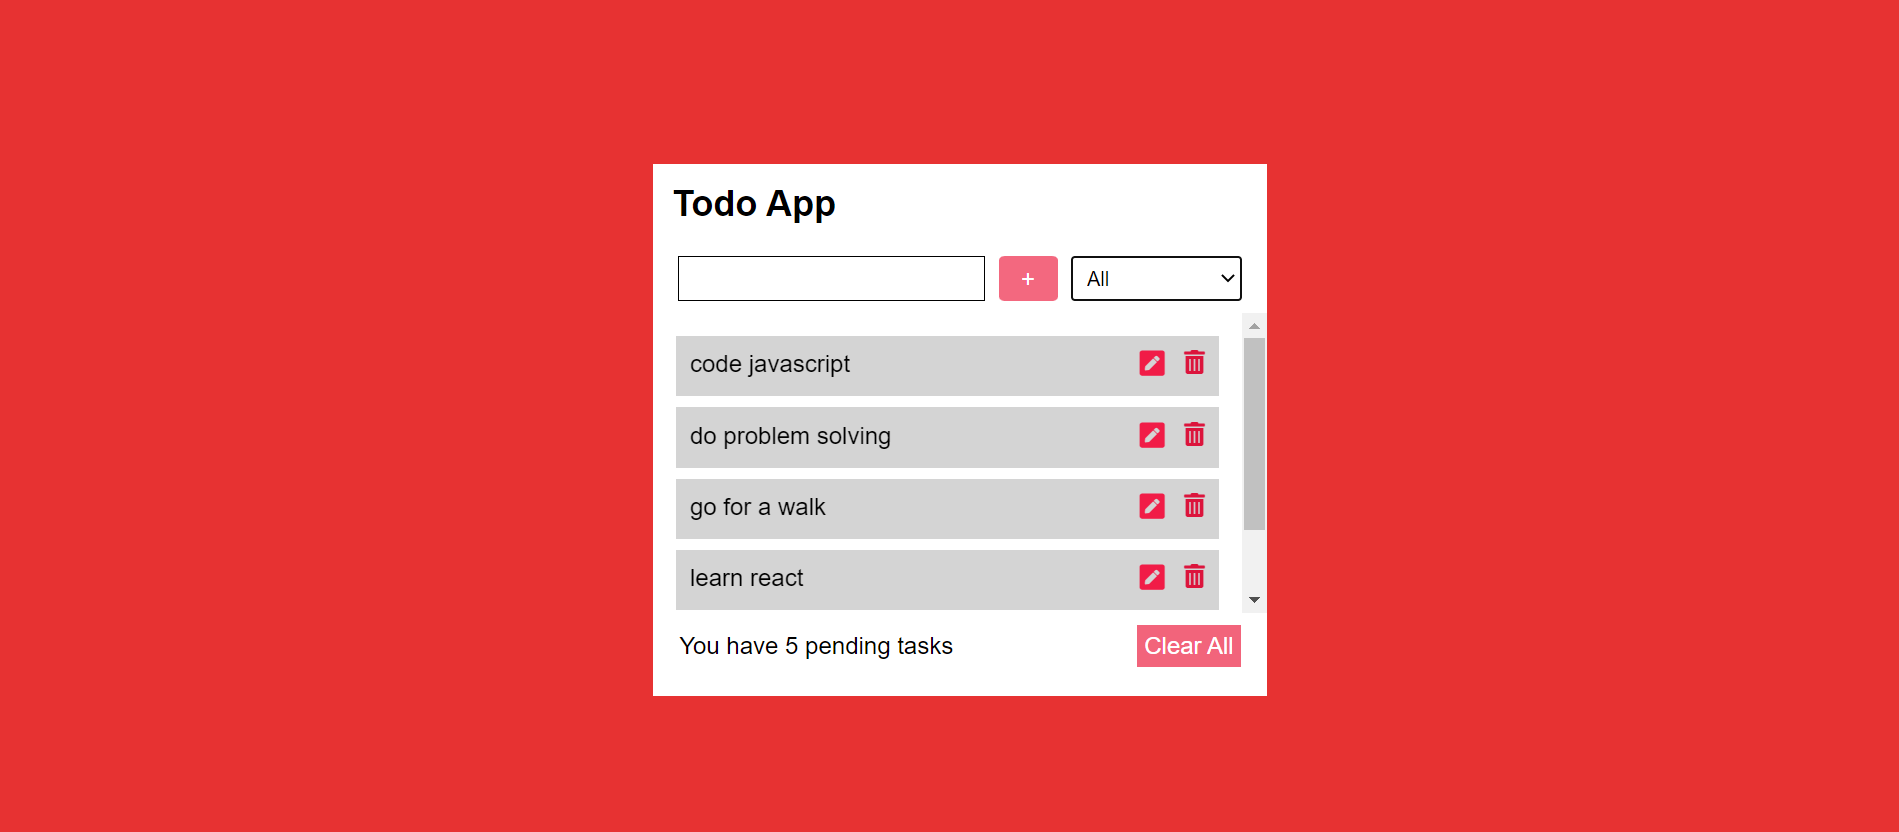 Todo App
+ All
code javascript
do problem solving
go for a walk
learn react
You have 5 pending tasks Clear All